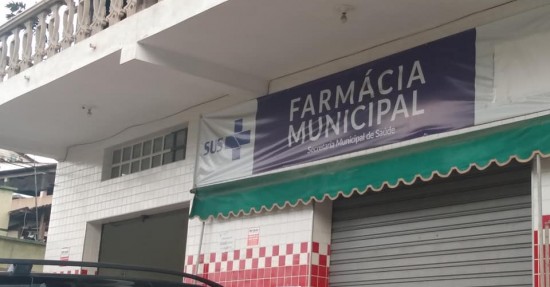 SUS
FARMÁCIA
MUNICIPAL
Secretaria Municipal de Saúde